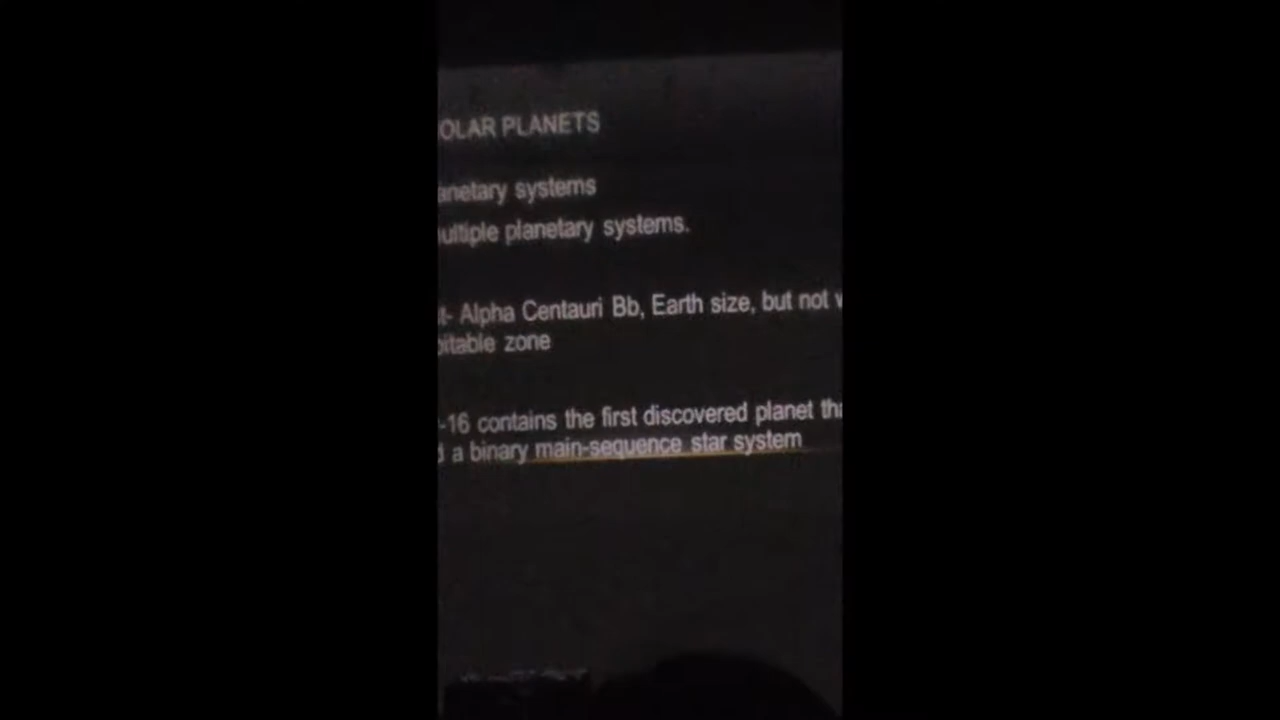 OLAR PLANETS
anetary systems
ultiple planetary systems.
t- Alpha Centauri Bb, Earth size, but not
bitable zone
-16 contains the first discovered planet tha
a binary main-sequence star system